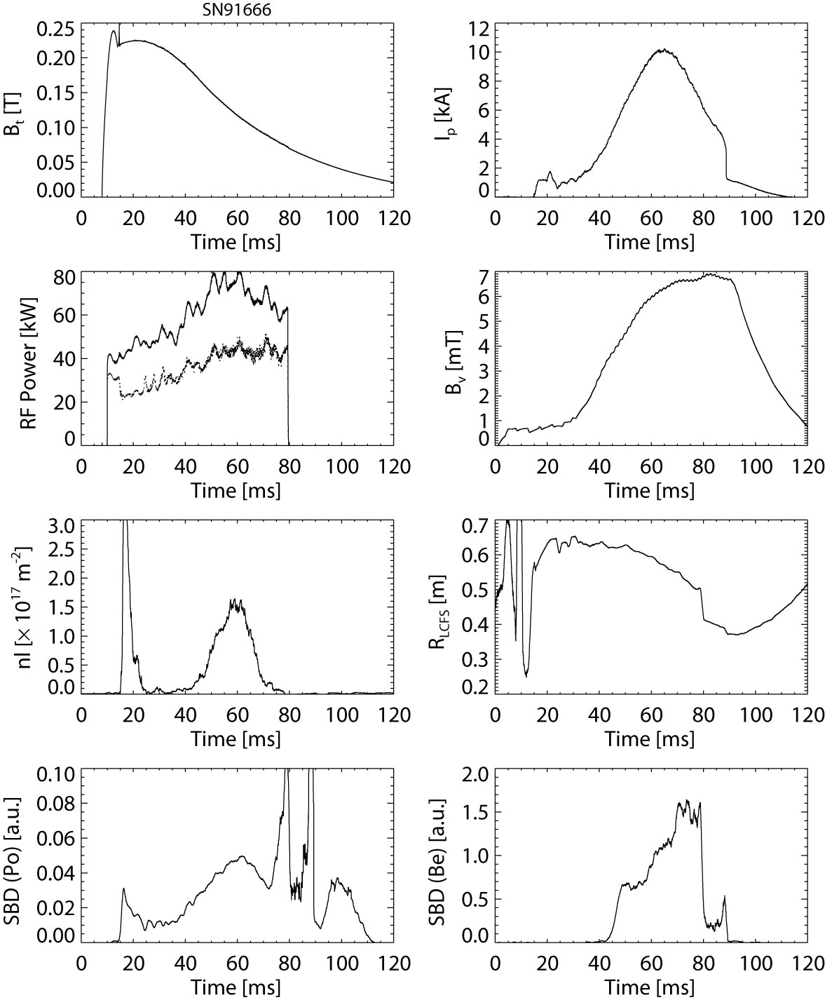 SN91666
0.25
0.20
0.15
0.10
0.05
0.00
Bt [T]
0 20 40 60 80 100 120
Time [ms]
12
10
8
6
4
2
0
Ip [kA]
0 20 40 60 80 100 120
Time [ms]
80
60
40
20
0
RF Power [kW]
0 20 40 60 80 100 120
Time [ms]
7
6
5
4
3
2
1
0
Bv [mT]
0 20 40 60 80 100 120
Time [ms]
3.0
2.5
2.0
1.5
1.0
0.5
0.0
nl [× 10^17 m^-2]
0 20 40 60 80 100 120
Time [ms]
0.7
0.6
0.5
0.4
0.3
0.2
RLCFS [m]
0 20 40 60 80 100 120
Time [ms]
0.10
0.08
0.06
0.04
0.02
0.00
SBD (Po) [a.u.]
0 20 40 60 80 100 120
Time [ms]
2.0
1.5
1.0
0.5
0.0
SBD (Be) [a.u.]
0 20 40 60 80 100 120
Time [ms]